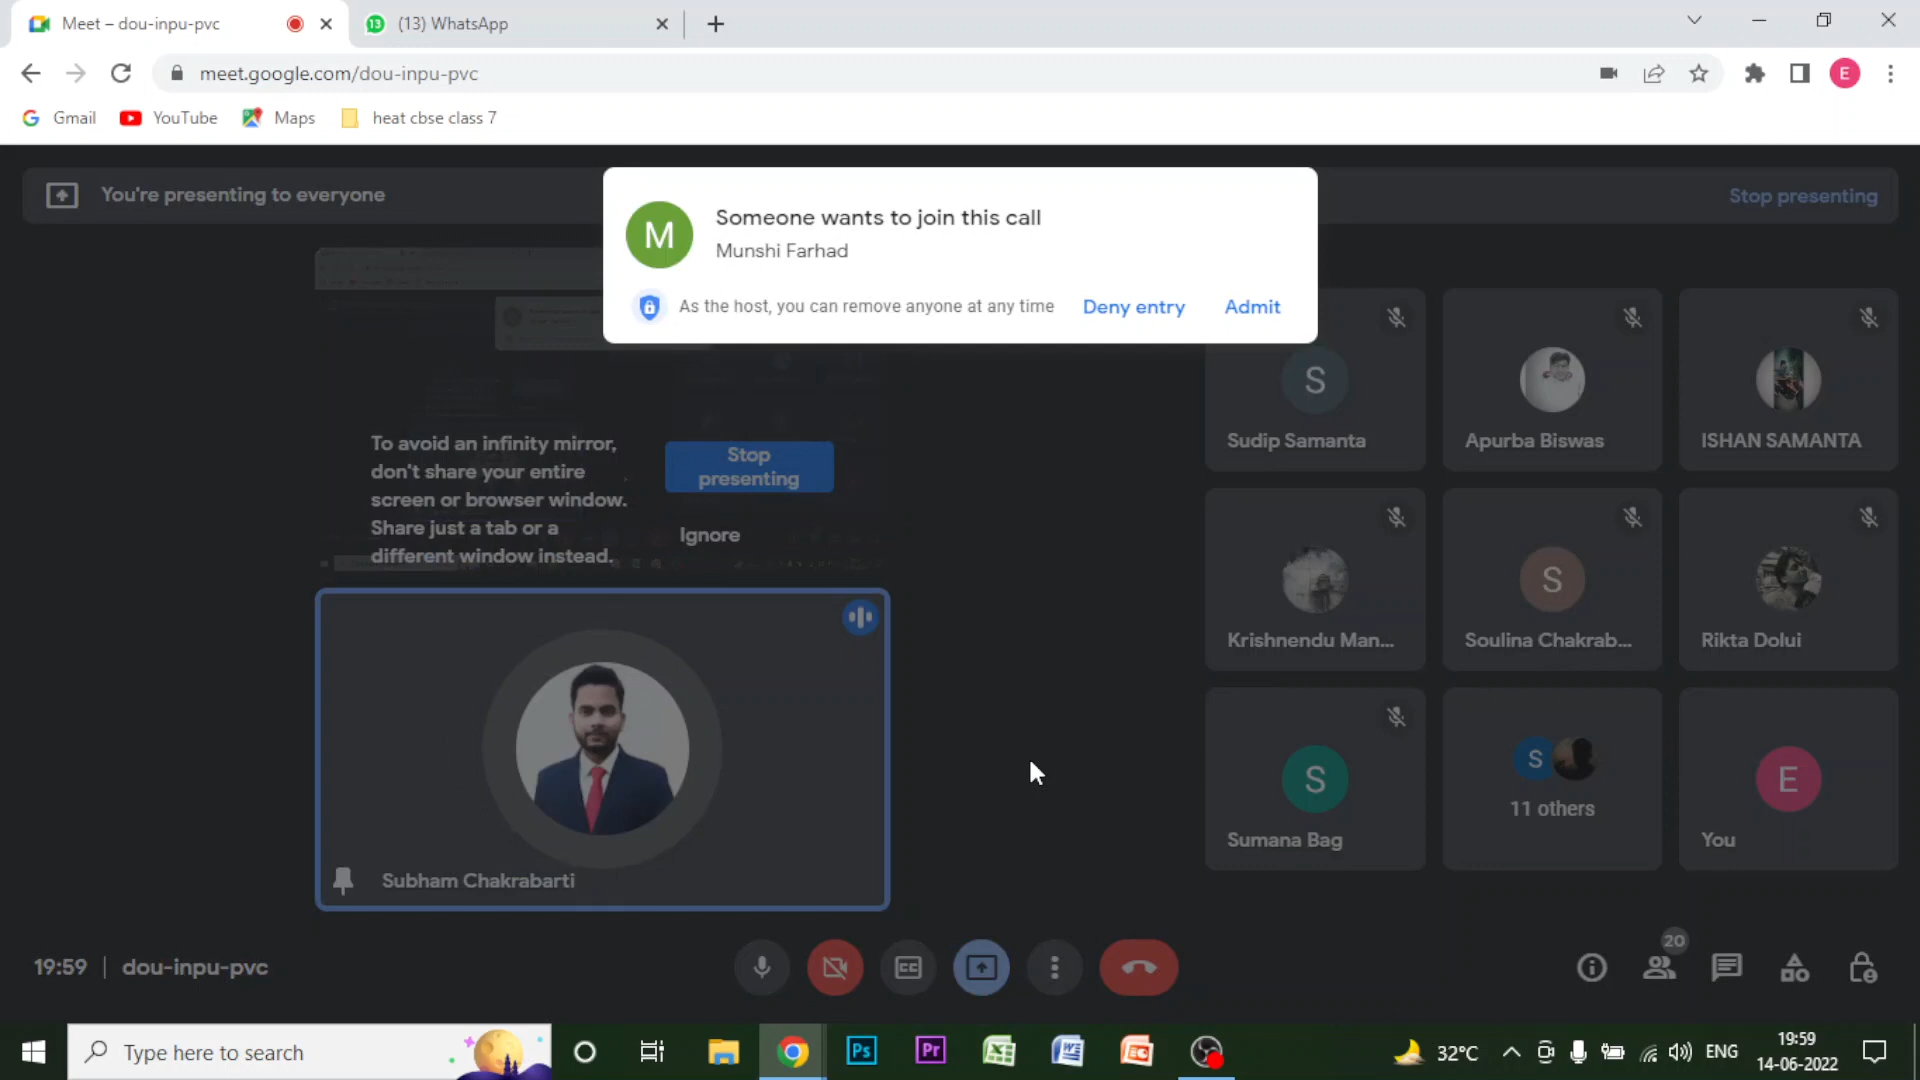 Meet – dou-inpu-pvc
13
(13) WhatsApp
meet.google.com/dou-inpu-pvc
E
Gmail
YouTube
Maps
heat cbse class 7
You're presenting to everyone
Stop presenting
M
Someone wants to join this call
Munshi Farhad
As the host, you can remove anyone at any time
Deny entry
Admit
To avoid an infinity mirror,
don't share your entire
screen or browser window.
Share just a tab or a
different window instead.
Stop
presenting
Ignore
S
Sudip Samanta
Apurba Biswas
ISHAN SAMANTA
Krishnendu Man...
S
Soulina Chakrab...
Rikta Dolui
S
Sumana Bag
S
11 others
E
You
Subham Chakrabarti
19:59 | dou-inpu-pvc
CC
20
Type here to search
Ps
Pr
32°C
ENG
19:59
14-06-2022